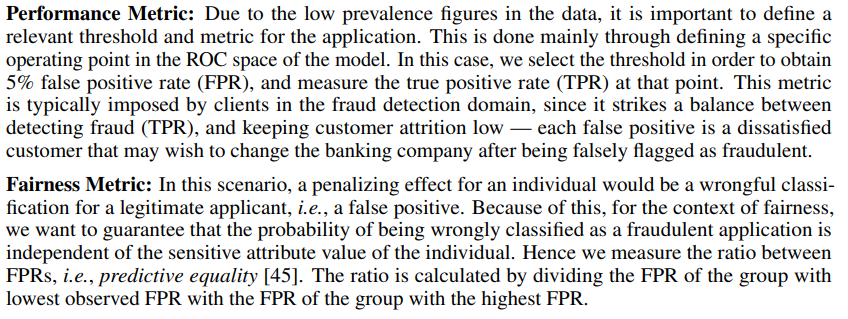 Performance Metric: Due to the low prevalence figures in the data, it is important to define a
relevant threshold and metric for the application. This is done mainly through defining a specific
operating point in the ROC space of the model. In this case, we select the threshold in order to obtain
5% false positive rate (FPR), and measure the true positive rate (TPR) at that point. This metric
is typically imposed by clients in the fraud detection domain, since it strikes a balance between
detecting fraud (TPR), and keeping customer attrition low — each false positive is a dissatisfied
customer that may wish to change the banking company after being falsely flagged as fraudulent.
Fairness Metric: In this scenario, a penalizing effect for an individual would be a wrongful classi-
fication for a legitimate applicant, i.e., a false positive. Because of this, for the context of fairness,
we want to guarantee that the probability of being wrongly classified as a fraudulent application is
independent of the sensitive attribute value of the individual. Hence we measure the ratio between
FPRs, i.e., predictive equality [45]. The ratio is calculated by dividing the FPR of the group with
lowest observed FPR with the FPR of the group with the highest FPR.